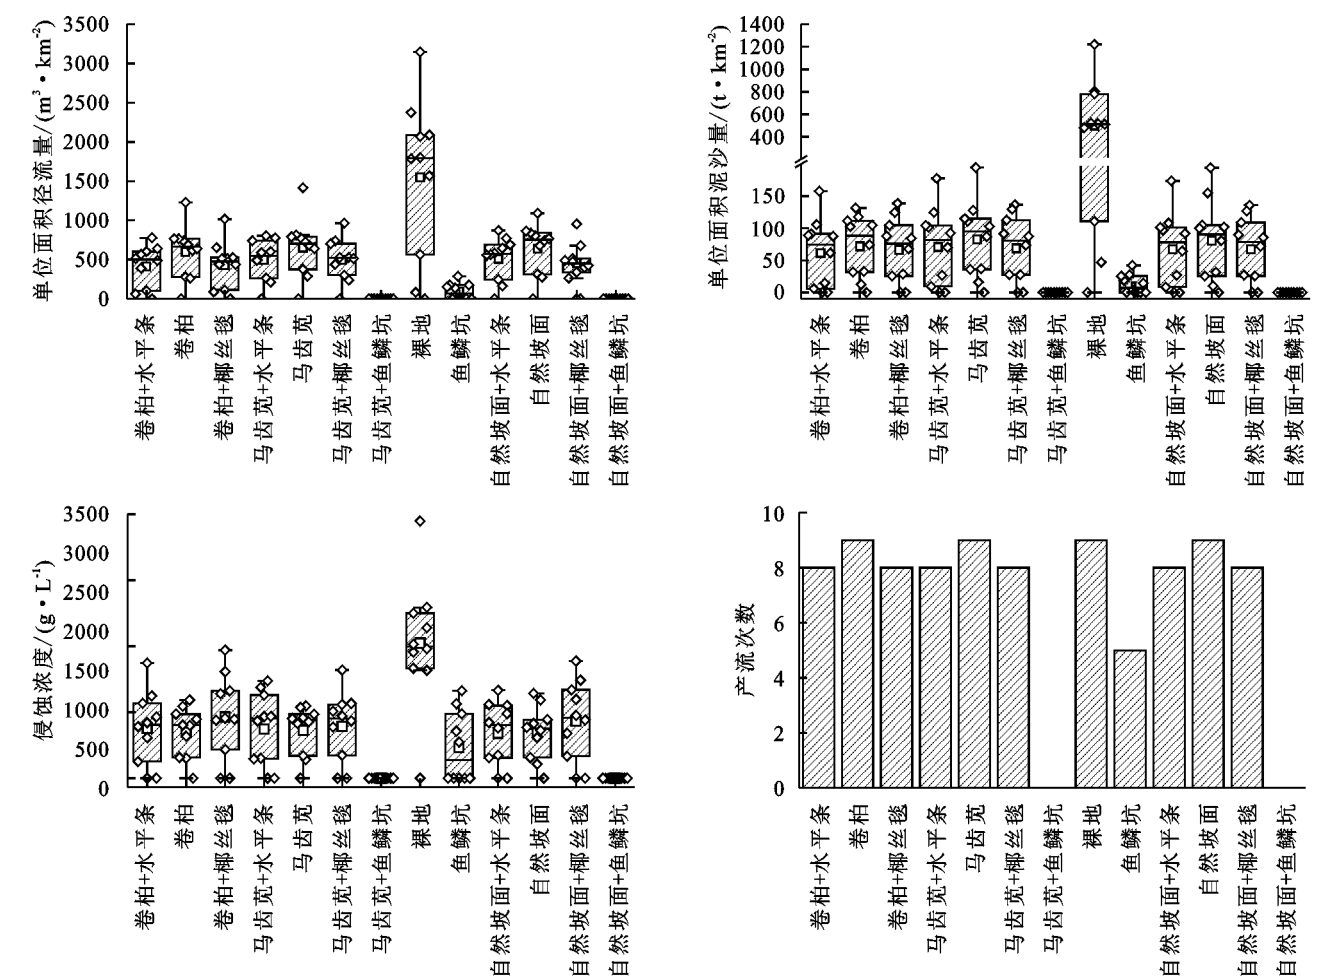 单位面积径流量/(m³·km⁻²)
3500
3000
2500
2000
1500
1000
500
0
卷柏+水平条
卷柏
卷柏+椰丝毯
马齿苋+水平条
马齿苋
马齿苋+椰丝毯
马齿苋+鱼鳞坑
裸地
鱼鳞坑
自然坡面+水平条
自然坡面
自然坡面+椰丝毯
自然坡面+鱼鳞坑
单位面积泥沙量/(t·km⁻²)
1400
1200
1000
800
600
400
150
100
50
0
卷柏+水平条
卷柏
卷柏+椰丝毯
马齿苋+水平条
马齿苋
马齿苋+椰丝毯
马齿苋+鱼鳞坑
裸地
鱼鳞坑
自然坡面+水平条
自然坡面
自然坡面+椰丝毯
自然坡面+鱼鳞坑
侵蚀浓度/(g·L⁻¹)
3500
3000
2500
2000
1500
1000
500
0
卷柏+水平条
卷柏
卷柏+椰丝毯
马齿苋+水平条
马齿苋
马齿苋+椰丝毯
马齿苋+鱼鳞坑
裸地
鱼鳞坑
自然坡面+水平条
自然坡面
自然坡面+椰丝毯
自然坡面+鱼鳞坑
产流次数
10
8
6
4
2
0
卷柏+水平条
卷柏
卷柏+椰丝毯
马齿苋+水平条
马齿苋
马齿苋+椰丝毯
马齿苋+鱼鳞坑
裸地
鱼鳞坑
自然坡面+水平条
自然坡面
自然坡面+椰丝毯
自然坡面+鱼鳞坑